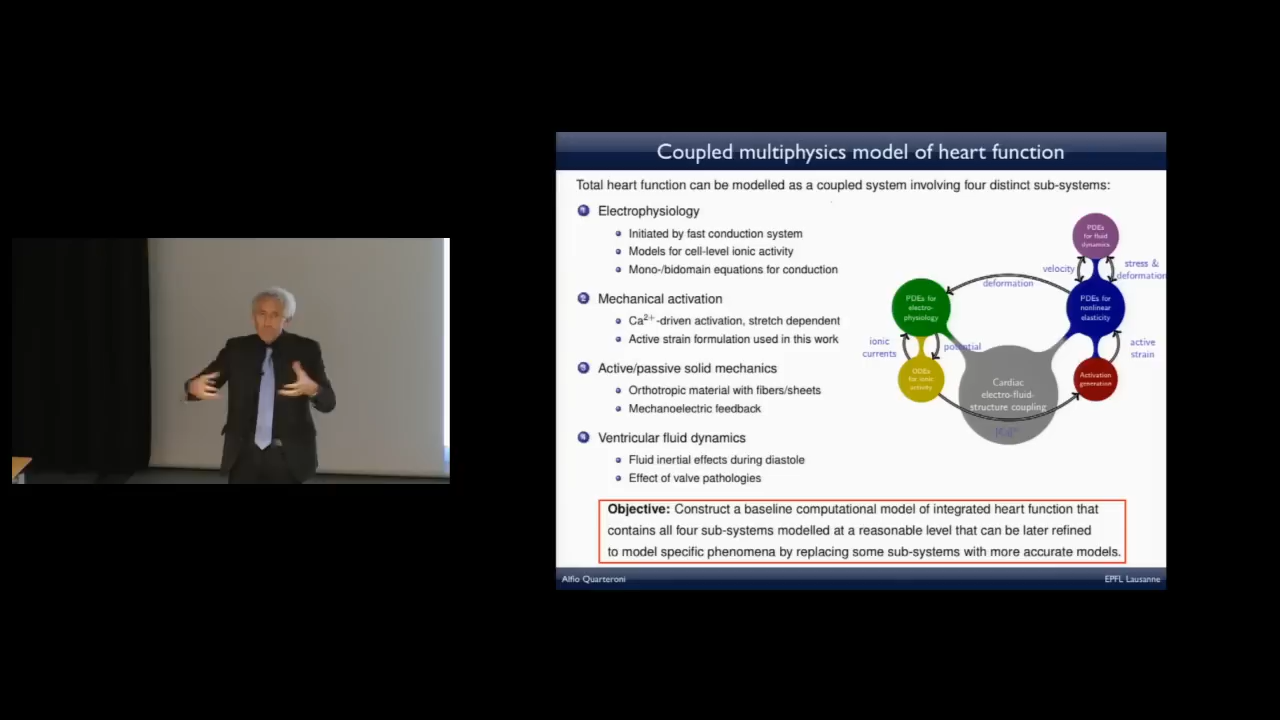 Coupled multiphysics model of heart function
Total heart function can be modelled as a coupled system involving four distinct sub-systems:
1 Electrophysiology
Initiated by fast conduction system
Models for cell-level ionic activity
Mono-/bidomain equations for conduction
2 Mechanical activation
Ca2+-driven activation, stretch dependent
Active strain formulation used in this work
3 Active/passive solid mechanics
Orthotropic material with fibers/sheets
Mechanoelectric feedback
4 Ventricular fluid dynamics
Fluid inertial effects during diastole
Effect of valve pathologies
PDEs
for fluid
dynamics
velocity
stress &
deformation
deformation
PDEs for
electro-
physiology
PDEs for
nonlinear
elasticity
ionic
currents
potential
active
strain
ODEs
for ionic
activity
Activation
generation
Cardiac
electro-fluid-
structure coupling
Objective: Construct a baseline computational model of integrated heart function that
contains all four sub-systems modelled at a reasonable level that can be later refined
to model specific phenomena by replacing some sub-systems with more accurate models.
Alfio Quarteroni
EPFL Lausanne